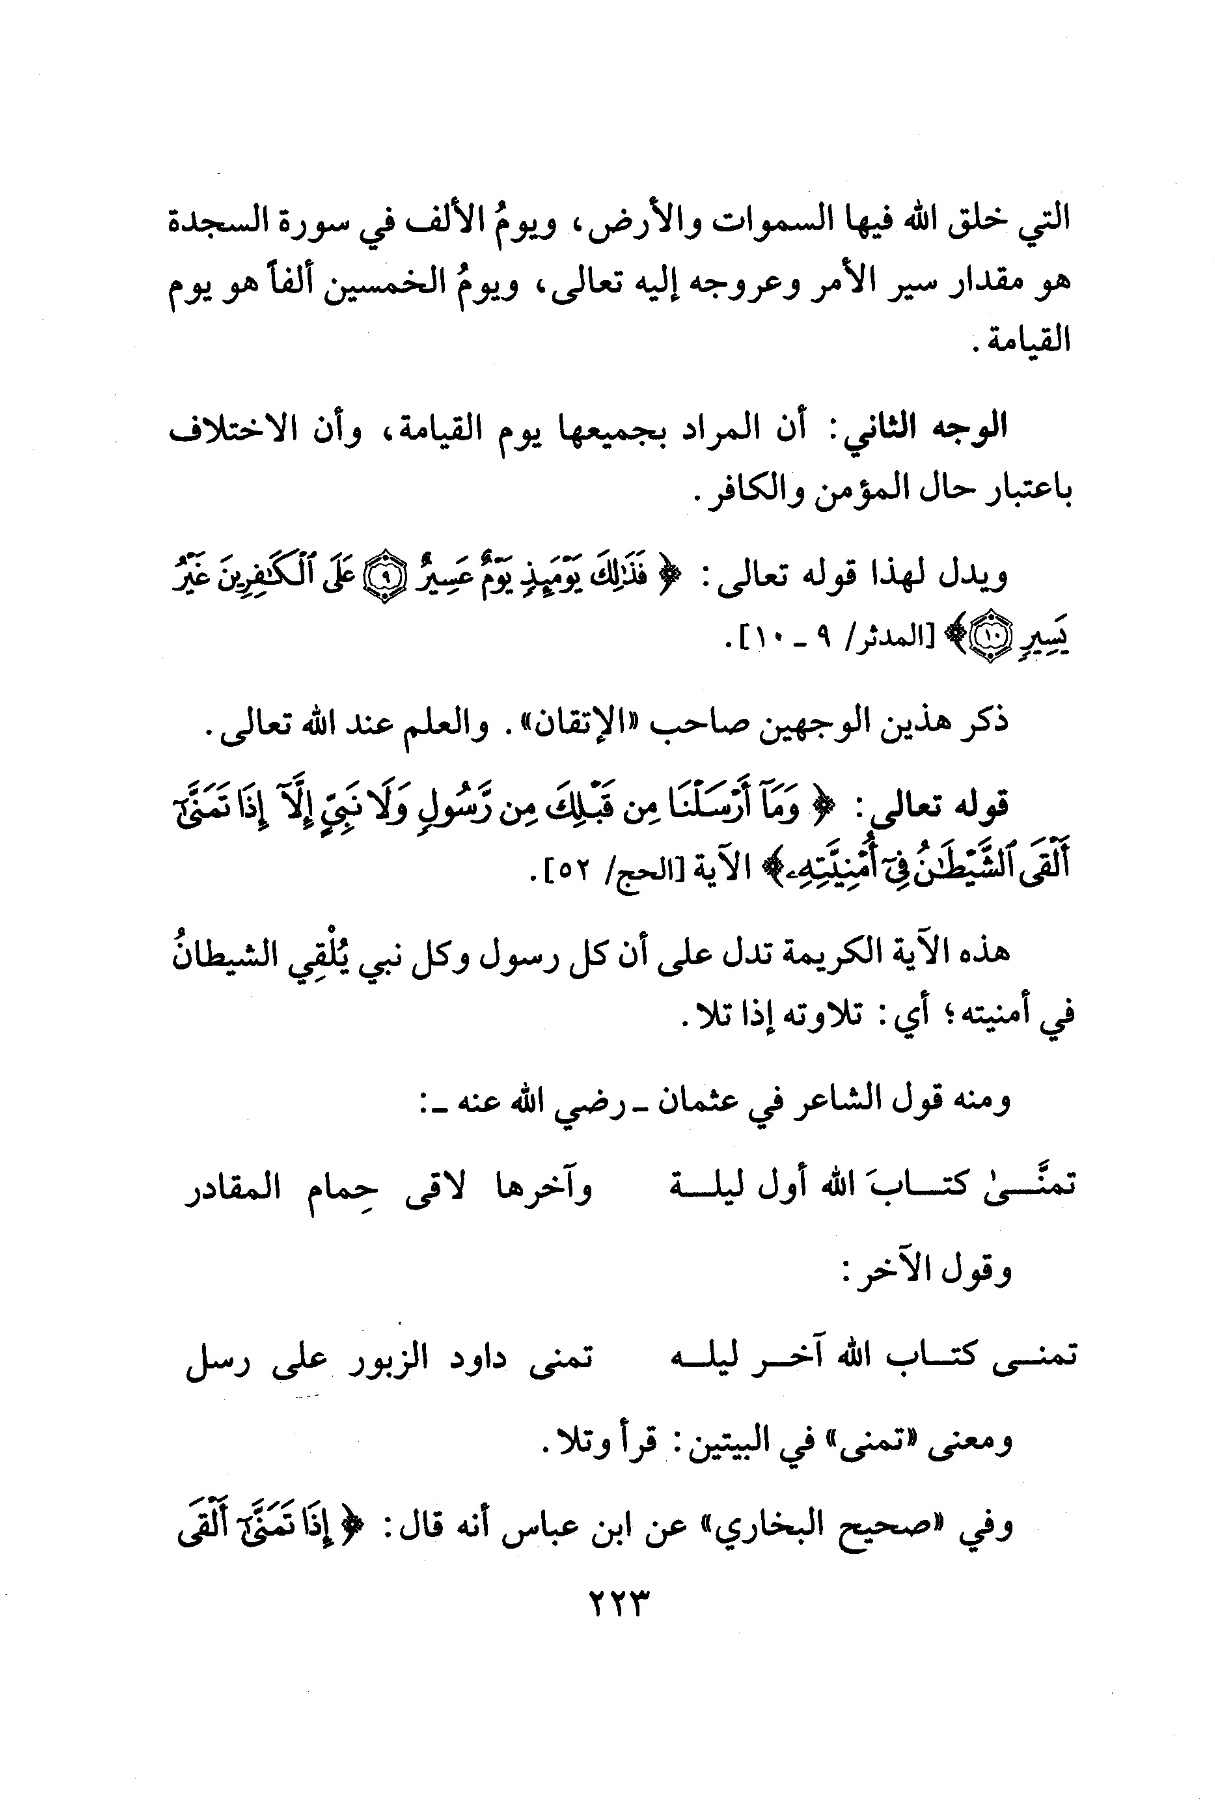 التي خلق الله فيها السموات والأرض، ويومُ الألف في سورة السجدة
هو مقدار سير الأمر وعروجه إليه تعالى، ويومُ الخمسين ألفاً هو يوم
القيامة.
الوجه الثاني: أن المراد بجميعها يوم القيامة، وأن الاختلاف
باعتبار حال المؤمن والكافر.
ويدل لهذا قوله تعالى: ﴿ فَذَٰلِكَ يَوۡمَئِذٖ يَوۡمٌ عَسِيرٌ ٩ عَلَى ٱلۡكَٰفِرِينَ غَيۡرُ
يَسِيرٖ ١٠﴾ [المدثر/ ٩ ـ ١٠].
ذكر هذين الوجهين صاحب «الإتقان». والعلم عند الله تعالى.
قوله تعالى: ﴿ وَمَآ أَرۡسَلۡنَا مِن قَبۡلِكَ مِن رَّسُولٖ وَلَا نَبِيٍّ إِلَّآ إِذَا تَمَنَّىٰٓ
أَلۡقَى ٱلشَّيۡطَٰنُ فِيٓ أُمۡنِيَّتِهِۦ﴾ الآية [الحج/ ٥٢].
هذه الآية الكريمة تدل على أن كل رسول وكل نبي يُلْقِي الشيطانُ
في أمنيته؛ أي: تلاوته إذا تلا.
ومنه قول الشاعر في عثمان ـ رضي الله عنه ـ:
تمنَّىٰ كتابَ الله أول ليلة وآخرها لاقى حِمام المقادر
وقول الآخر:
تمنى كتاب الله آخر ليله تمنى داود الزبور على رسل
ومعنى «تمنى» في البيتين: قرأ وتلا.
وفي «صحيح البخاري» عن ابن عباس أنه قال: ﴿ إِذَا تَمَنَّىٰٓ أَلۡقَى
٢٢٣